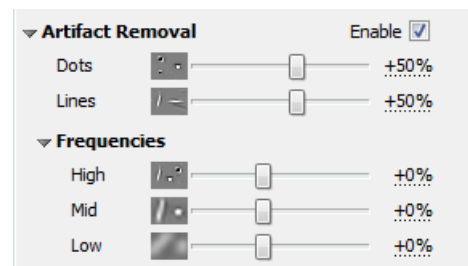 Artifact Removal Enable
Dots +50%
Lines +50%
Frequencies
High +0%
Mid +0%
Low +0%